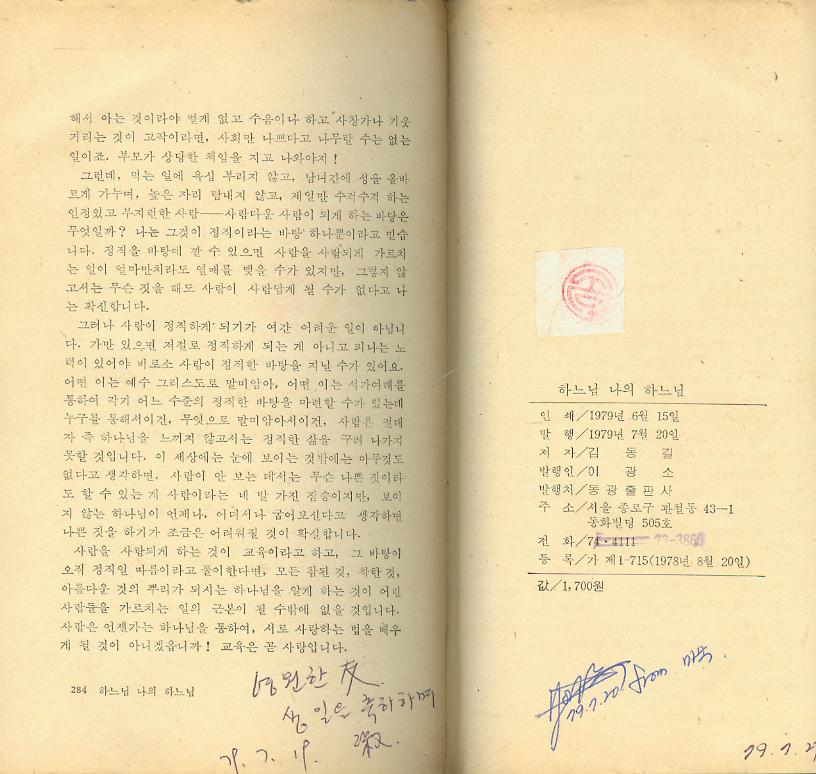 해서 아는 것이라야 별게 없고 수음이나 하고 사창가나 기웃
거리는 것이 고작이라면, 사회만 나쁘다고 나무랄 수는 없는
일이죠. 부모가 상당한 책임을 지고 나와야지!
그런데, 먹는 일에 욕심 부리지 않고, 남녀간에 성을 올바
르게 가누며, 높은 자리 탐내지 않고, 제일만 수걱수걱 하는
인정있고 부지런한 사람——사람다운 사람이 되게 하는 바탕은
무엇일까? 나는 그것이 정직이라는 바탕 하나뿐이라고 믿습
니다. 정직을 바탕에 깔 수 있으면 사람을 사람되게 가르치
는 일이 얼마만치라도 열매를 맺을 수가 있지만, 그렇지 않
고서는 무슨 짓을 해도 사람이 사람답게 될 수가 없다고 나
는 확신합니다.
그러나 사람이 정직하게 되기가 여간 어려운 일이 아닙니
다. 가만 있으면 저절로 정직하게 되는 게 아니고 피나는 노
력이 있어야 비로소 사람이 정직한 바탕을 지닐 수가 있어요.
어떤 이는 예수 그리스도로 말미암아, 어떤 이는 석가여래를
통하여 각기 어느 수준의 정직한 바탕을 마련할 수가 있는데
누구를 통해서이건, 무엇으로 말미암아서이건, 사람은 절대
자 즉 하나님을 느끼지 않고서는 정직한 삶을 꾸려 나가지
못할 것입니다. 이 세상에는 눈에 보이는 것밖에는 아무것도
없다고 생각하면, 사람이 안 보는 데서는 무슨 나쁜 짓이라
도 할 수 있는 게 사람이라는 네 발 가진 짐승이지만, 보이
지 않는 하나님이 언제나, 어디서나 굽어보신다고 생각하면
나쁜 짓을 하기가 조금은 어려워질 것이 확실합니다.
사람을 사람되게 하는 것이 교육이라고 하고, 그 바탕이
오직 정직일 따름이라고 풀이한다면, 모든 참된 것, 착한 것,
아름다운 것의 뿌리가 되시는 하나님을 알게 하는 것이 어린
사람들을 가르치는 일의 근본이 될 수밖에 없을 것입니다.
사람은 언젠가는 하나님을 통하여, 서로 사랑하는 법을 배우
게 될 것이 아니겠읍니까! 교육은 곧 사랑입니다.
284 하느님 나의 하느님
영원한 友.
생일을 축하하며
79. 7. 19.
하느님 나의 하느님
인 쇄/1979년 6월 15일
발 행/1979년 7월 20일
저 자/김 동 길
발행인/이 광 소
발행처/동 광 출 판 사
주 소/서울 종로구 관철동 43—1
동화빌딩 505호
전 화/74·4111
등 록/가 제1-715(1978년 8월 20일)
값/1,700원
79.7.20. from
79. 7.